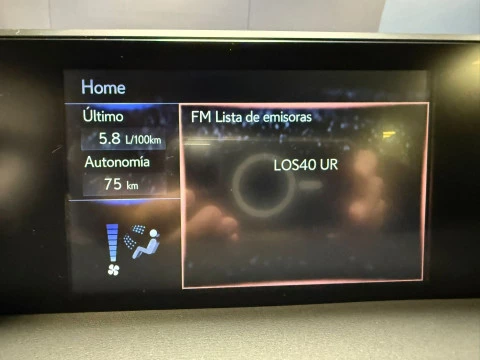 Home
Último
5.8 L/100km
Autonomía
75 km
FM Lista de emisoras
LOS40 UR